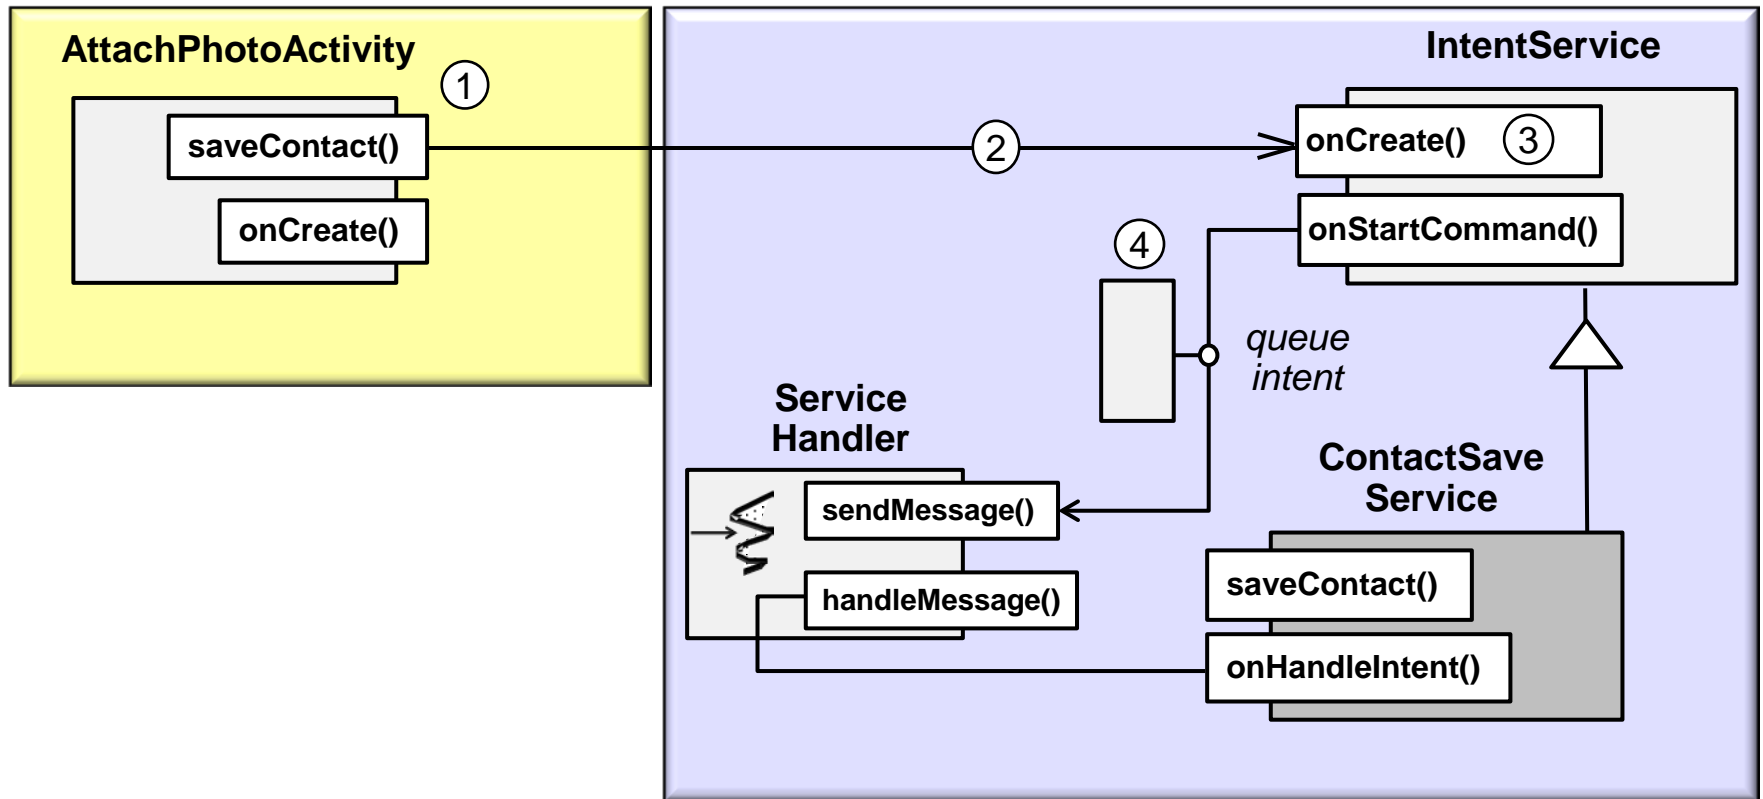 AttachPhotoActivity
1
saveContact()
onCreate()
IntentService
2
onCreate()
3
onStartCommand()
4
queue
intent
Service
Handler
sendMessage()
handleMessage()
ContactSave
Service
saveContact()
onHandleIntent()